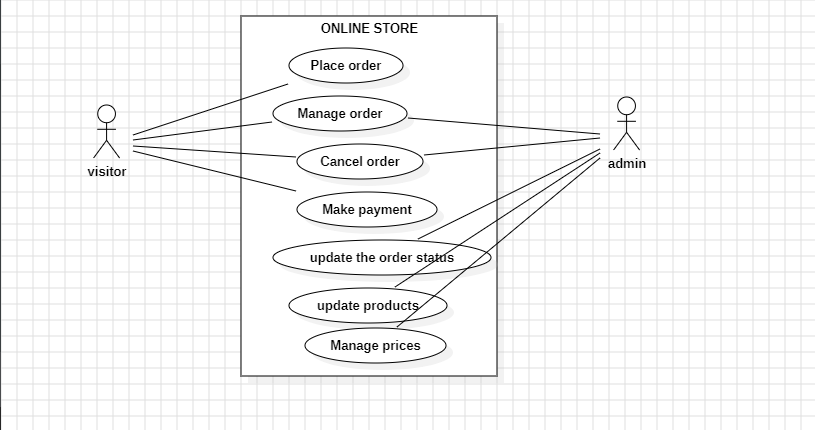 ONLINE STORE
Place order
Manage order
Cancel order
Make payment
update the order status
update products
Manage prices
visitor
admin